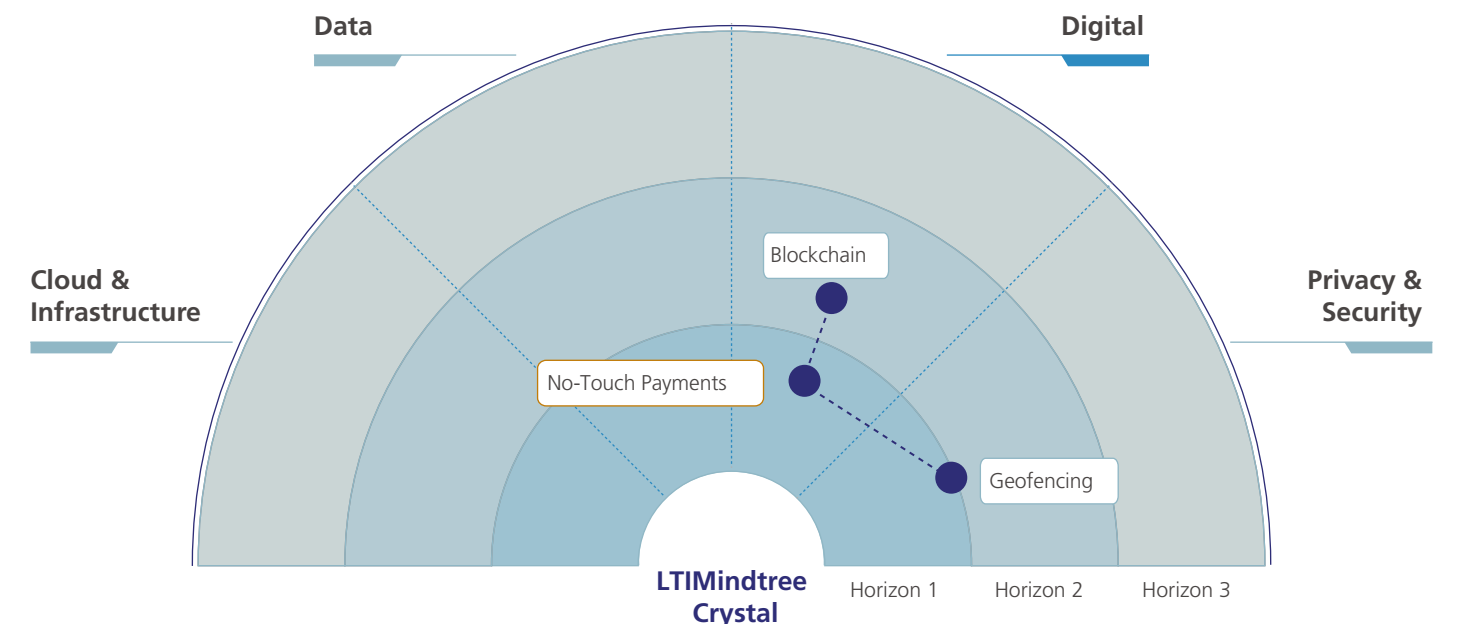 Data
Digital
Cloud &
Infrastructure
Privacy &
Security
Blockchain
No-Touch Payments
Geofencing
LTIMindtree
Crystal
Horizon 1
Horizon 2
Horizon 3